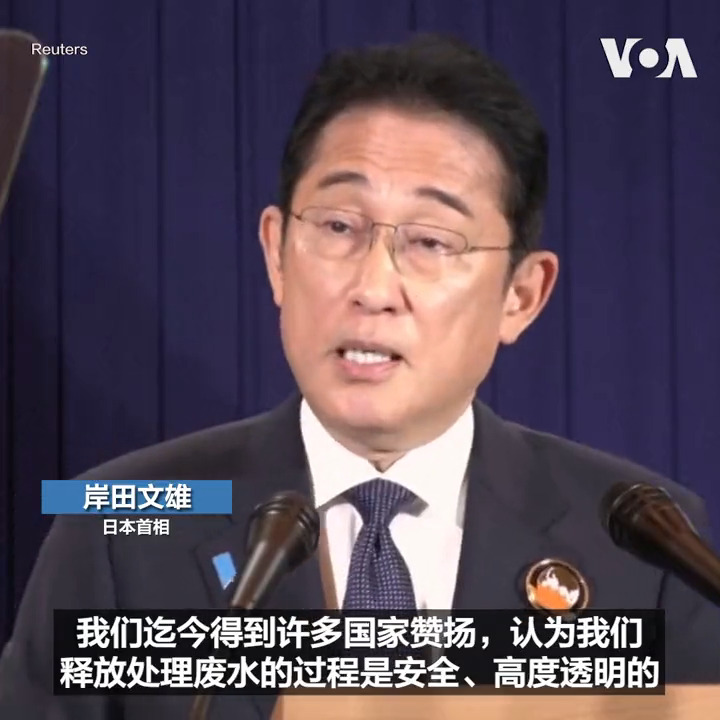 Reuters
VOA
岸田文雄
日本首相
我们迄今得到许多国家赞扬，认为我们
释放处理废水的过程是安全、高度透明的